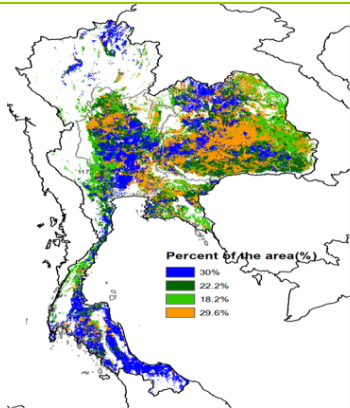 Percent of the area(%)
30%
22.2%
18.2%
29.6%